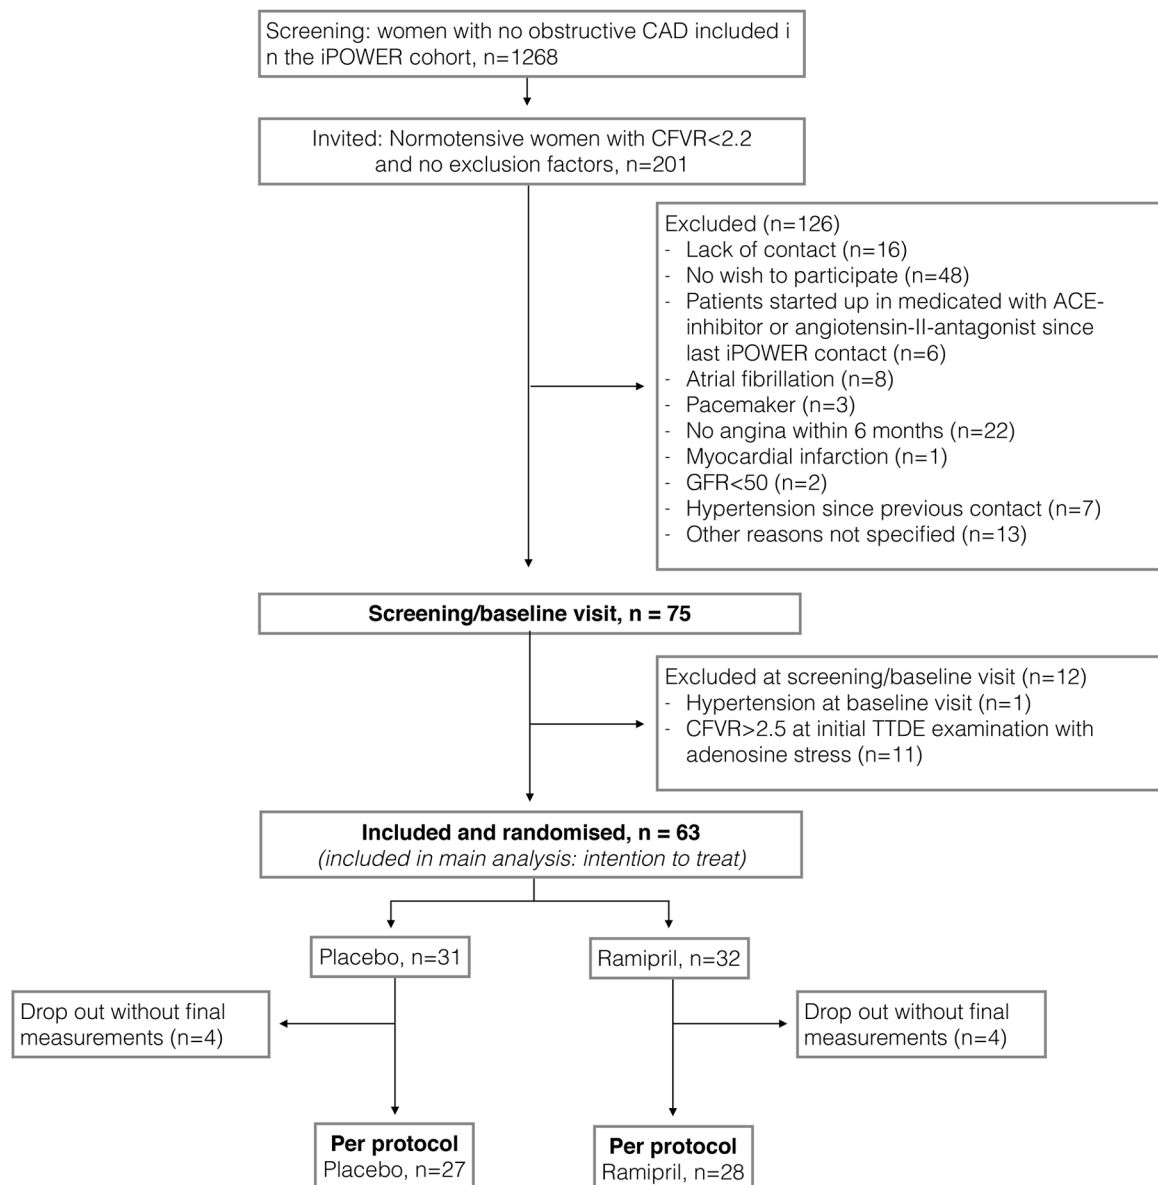 Screening: women with no obstructive CAD included i
n the iPOWER cohort, n=1268
Invited: Normotensive women with CFVR<2.2
and no exclusion factors, n=201
Excluded (n=126)
- Lack of contact (n=16)
- No wish to participate (n=48)
- Patients started up in medicated with ACE-
inhibitor or angiotensin-II-antagonist since
last iPOWER contact (n=6)
- Atrial fibrillation (n=8)
- Pacemaker (n=3)
- No angina within 6 months (n=22)
- Myocardial infarction (n=1)
- GFR<50 (n=2)
- Hypertension since previous contact (n=7)
- Other reasons not specified (n=13)
Screening/baseline visit, n = 75
Excluded at screening/baseline visit (n=12)
- Hypertension at baseline visit (n=1)
- CFVR>2.5 at initial TTDE examination with
adenosine stress (n=11)
Included and randomised, n = 63
(included in main analysis: intention to treat)
Placebo, n=31
Ramipril, n=32
Drop out without final
measurements (n=4)
Drop out without final
measurements (n=4)
Per protocol
Placebo, n=27
Per protocol
Ramipril, n=28